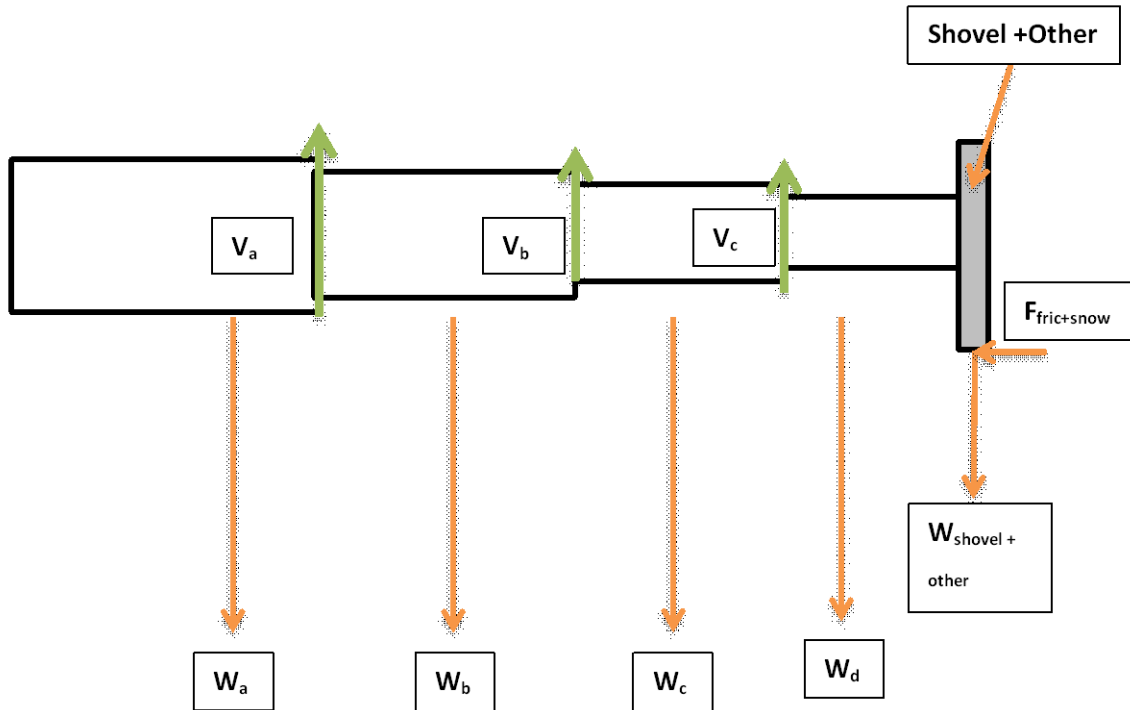 Shovel +Other
Va
Vb
Vc
Ffric+snow
Wshovel +
other
Wa
Wb
Wc
Wd